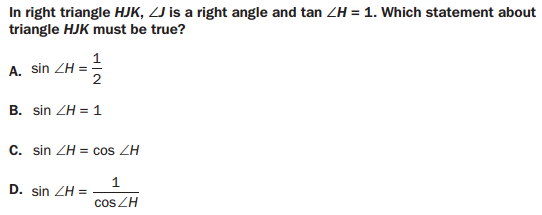 In right triangle HJK, ∠J is a right angle and tan ∠H = 1. Which statement about
triangle HJK must be true?
A. sin ∠H = 1/2
B. sin ∠H = 1
C. sin ∠H = cos ∠H
D. sin ∠H = 1/cos∠H